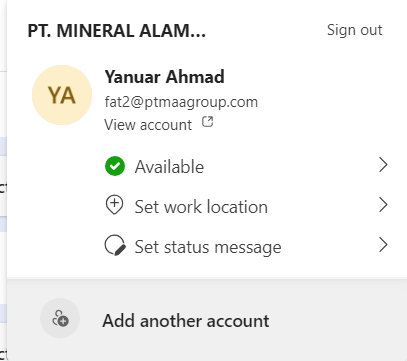 PT. MINERAL ALAM... Sign out
YA
Yanuar Ahmad
fat2@ptmaagroup.com
View account
Available
Set work location
Set status message
Add another account